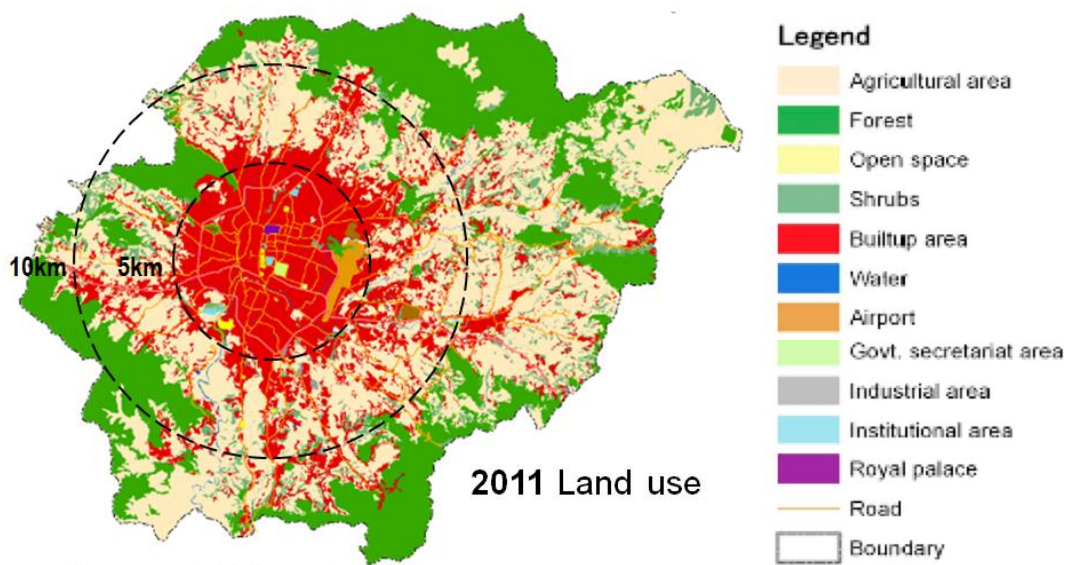 Legend
Agricultural area
Forest
Open space
Shrubs
Builtup area
Water
Airport
Govt. secretariat area
Industrial area
Institutional area
Royal palace
Road
Boundary
10km
5km
2011 Land use